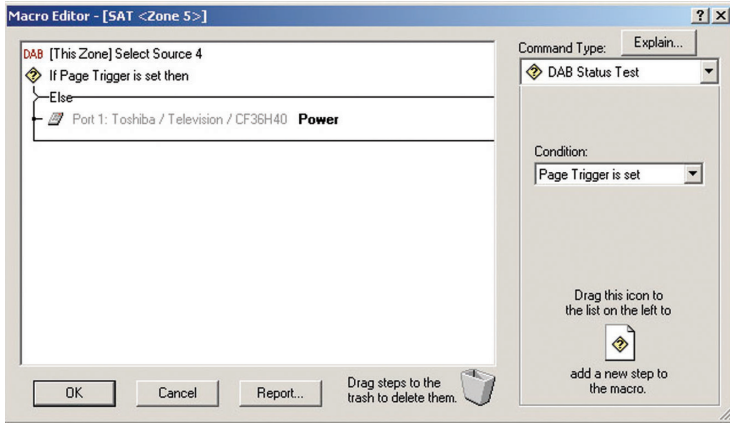 Macro Editor - [SAT <Zone 5>]
DAB [This Zone] Select Source 4
If Page Trigger is set then
Else
Port 1: Toshiba / Television / CF36H40 Power
Command Type:
Explain...
DAB Status Test
Condition:
Page Trigger is set
Drag this icon to
the list on the left to
add a new step to
the macro.
OK
Cancel
Report...
Drag steps to the
trash to delete them.